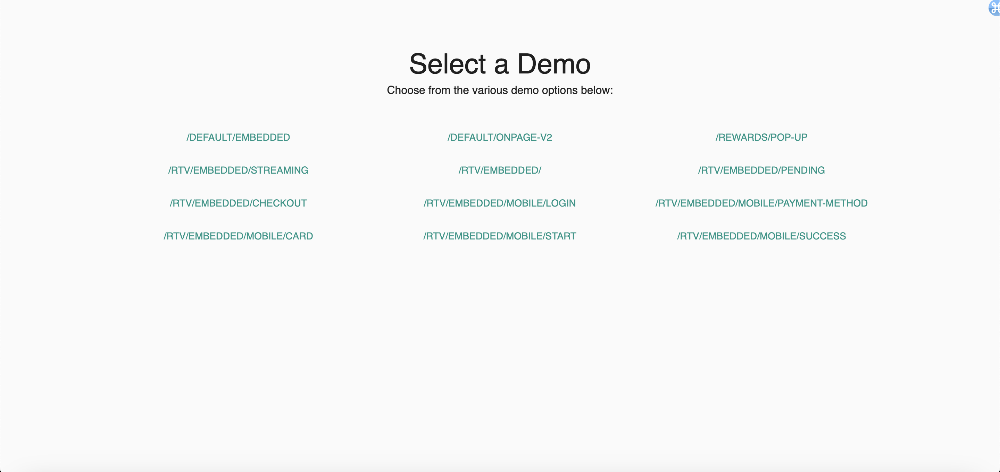 Select a Demo
Choose from the various demo options below:
/DEFAULT/EMBEDDED /DEFAULT/ONPAGE-V2 /REWARDS/POP-UP
/RTV/EMBEDDED/STREAMING /RTV/EMBEDDED/ /RTV/EMBEDDED/PENDING
/RTV/EMBEDDED/CHECKOUT /RTV/EMBEDDED/MOBILE/LOGIN /RTV/EMBEDDED/MOBILE/PAYMENT-METHOD
/RTV/EMBEDDED/MOBILE/CARD /RTV/EMBEDDED/MOBILE/START /RTV/EMBEDDED/MOBILE/SUCCESS